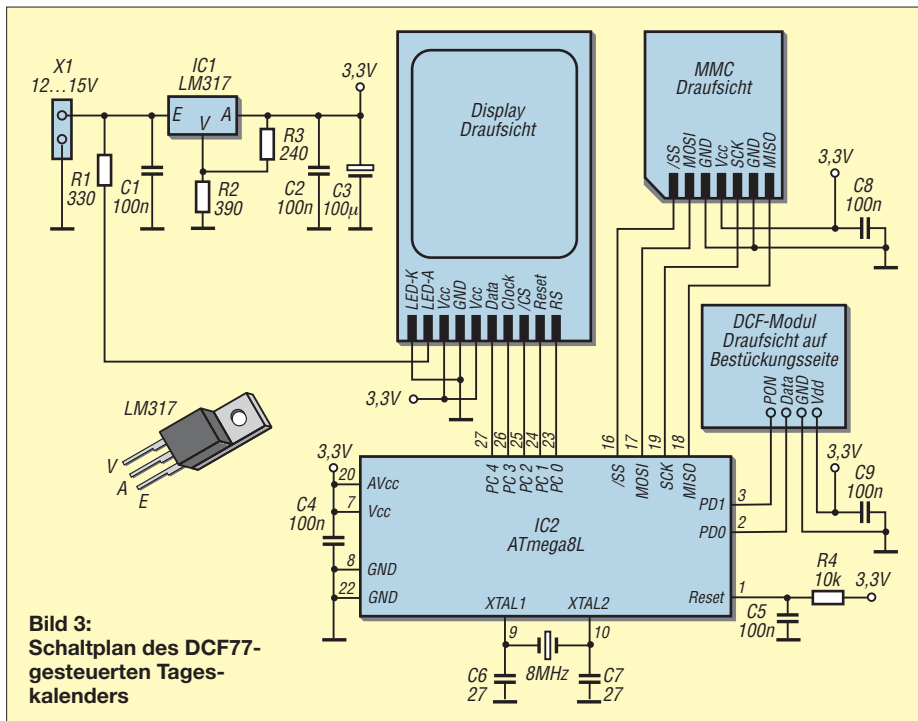 X1
12...15V
IC1
LM317
E
V
A
3,3V
R1
330
C1
100n
R2
390
R3
240
C2
100n
C3
100µ
Display
Draufsicht
LED-K
LED-A
Vcc
GND
Vcc
Data
Clock
/CS
Reset
RS
MMC
Draufsicht
/SS
MOSI
GND
Vcc
SCK
GND
MISO
3,3V
C8
100n
DCF-Modul
Draufsicht auf
Bestückungsseite
PON
Data
GND
Vdd
3,3V
C9
100n
LM317
V
A
E
3,3V
3,3V
C4
100n
20
AVcc
7
Vcc
8
GND
22
GND
27
26
25
24
23
PC 4
PC 3
PC 2
PC 1
PC 0
16
17
19
18
/SS
MOSI
SCK
MISO
IC2
ATmega8L
PD1
3
PD0
2
Reset
1
R4
10k
3,3V
C5
100n
XTAL1
XTAL2
9
10
8MHz
C6
27
C7
27
Bild 3:
Schaltplan des DCF77-
gesteuerten Tages-
kalenders